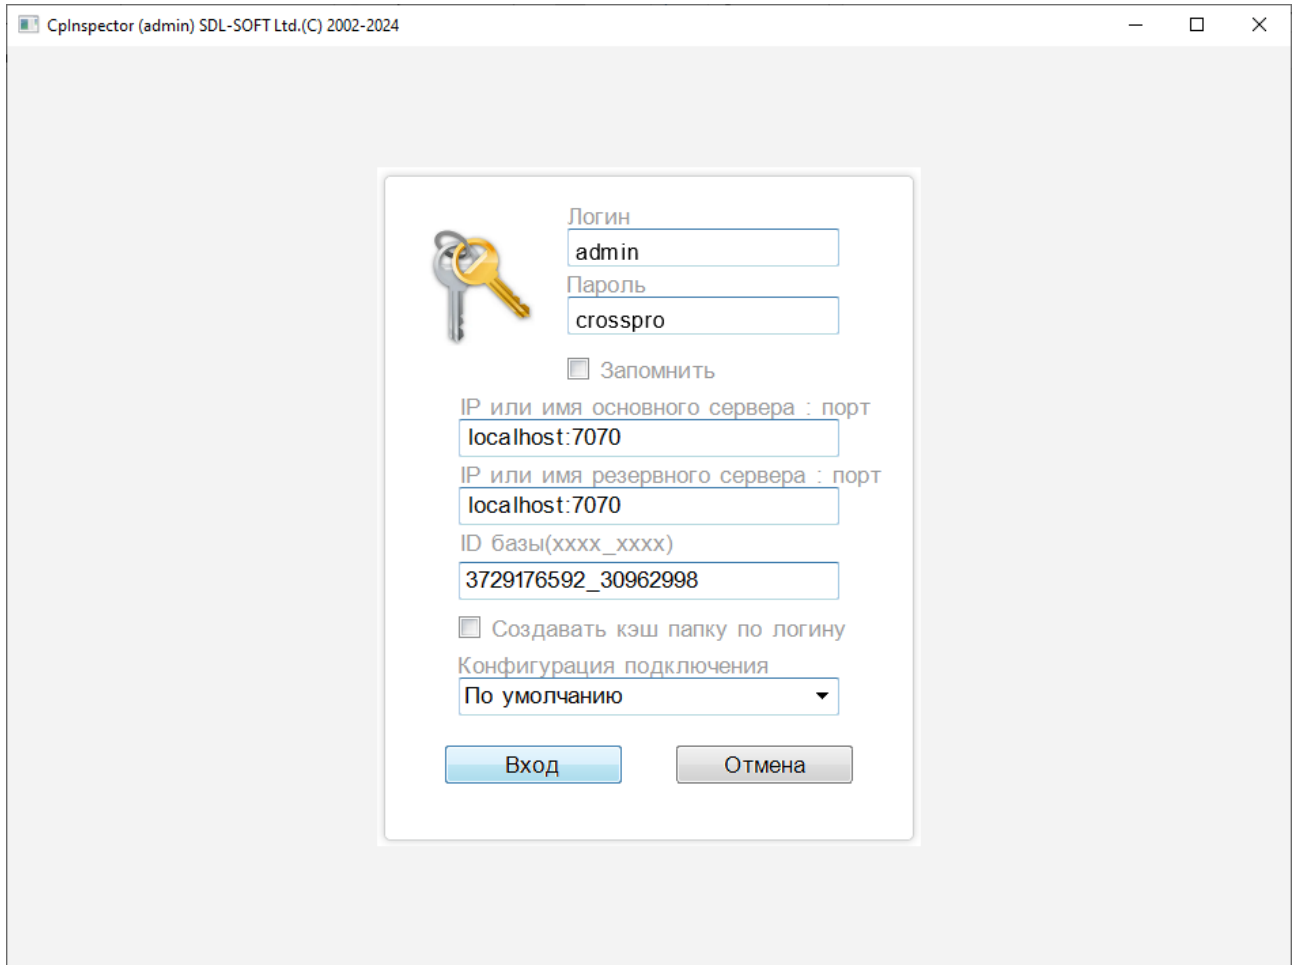 CpInspector (admin) SDL-SOFT Ltd.(C) 2002-2024
Логин
admin
Пароль
crosspro
Запомнить
IP или имя основного сервера : порт
localhost:7070
IP или имя резервного сервера : порт
localhost:7070
ID базы(xxxx_xxxx)
3729176592_30962998
Создавать кэш папку по логину
Конфигурация подключения
По умолчанию
Вход Отмена